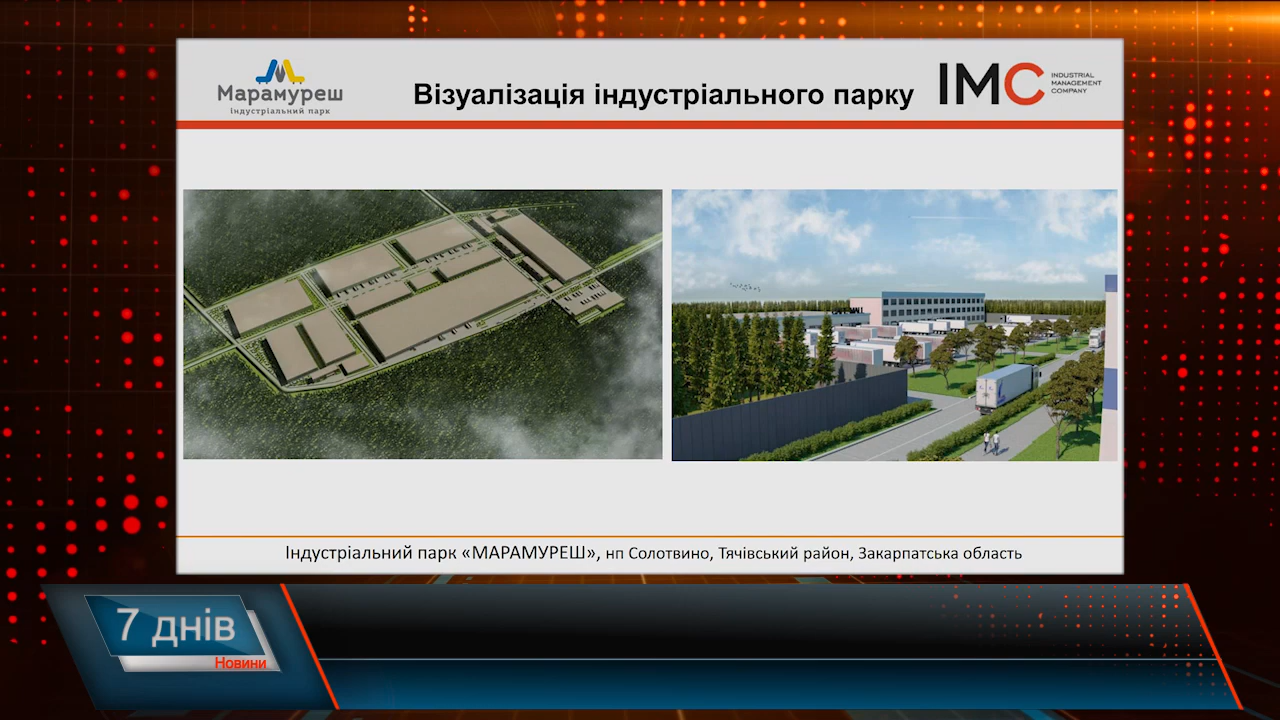 Марамуреш
індустріальний парк
Візуалізація індустріального парку
IMC
INDUSTRIAL
MANAGEMENT
COMPANY
Індустріальний парк «МАРАМУРЕШ», нп Солотвино, Тячівський район, Закарпатська область
7 днів
Новини